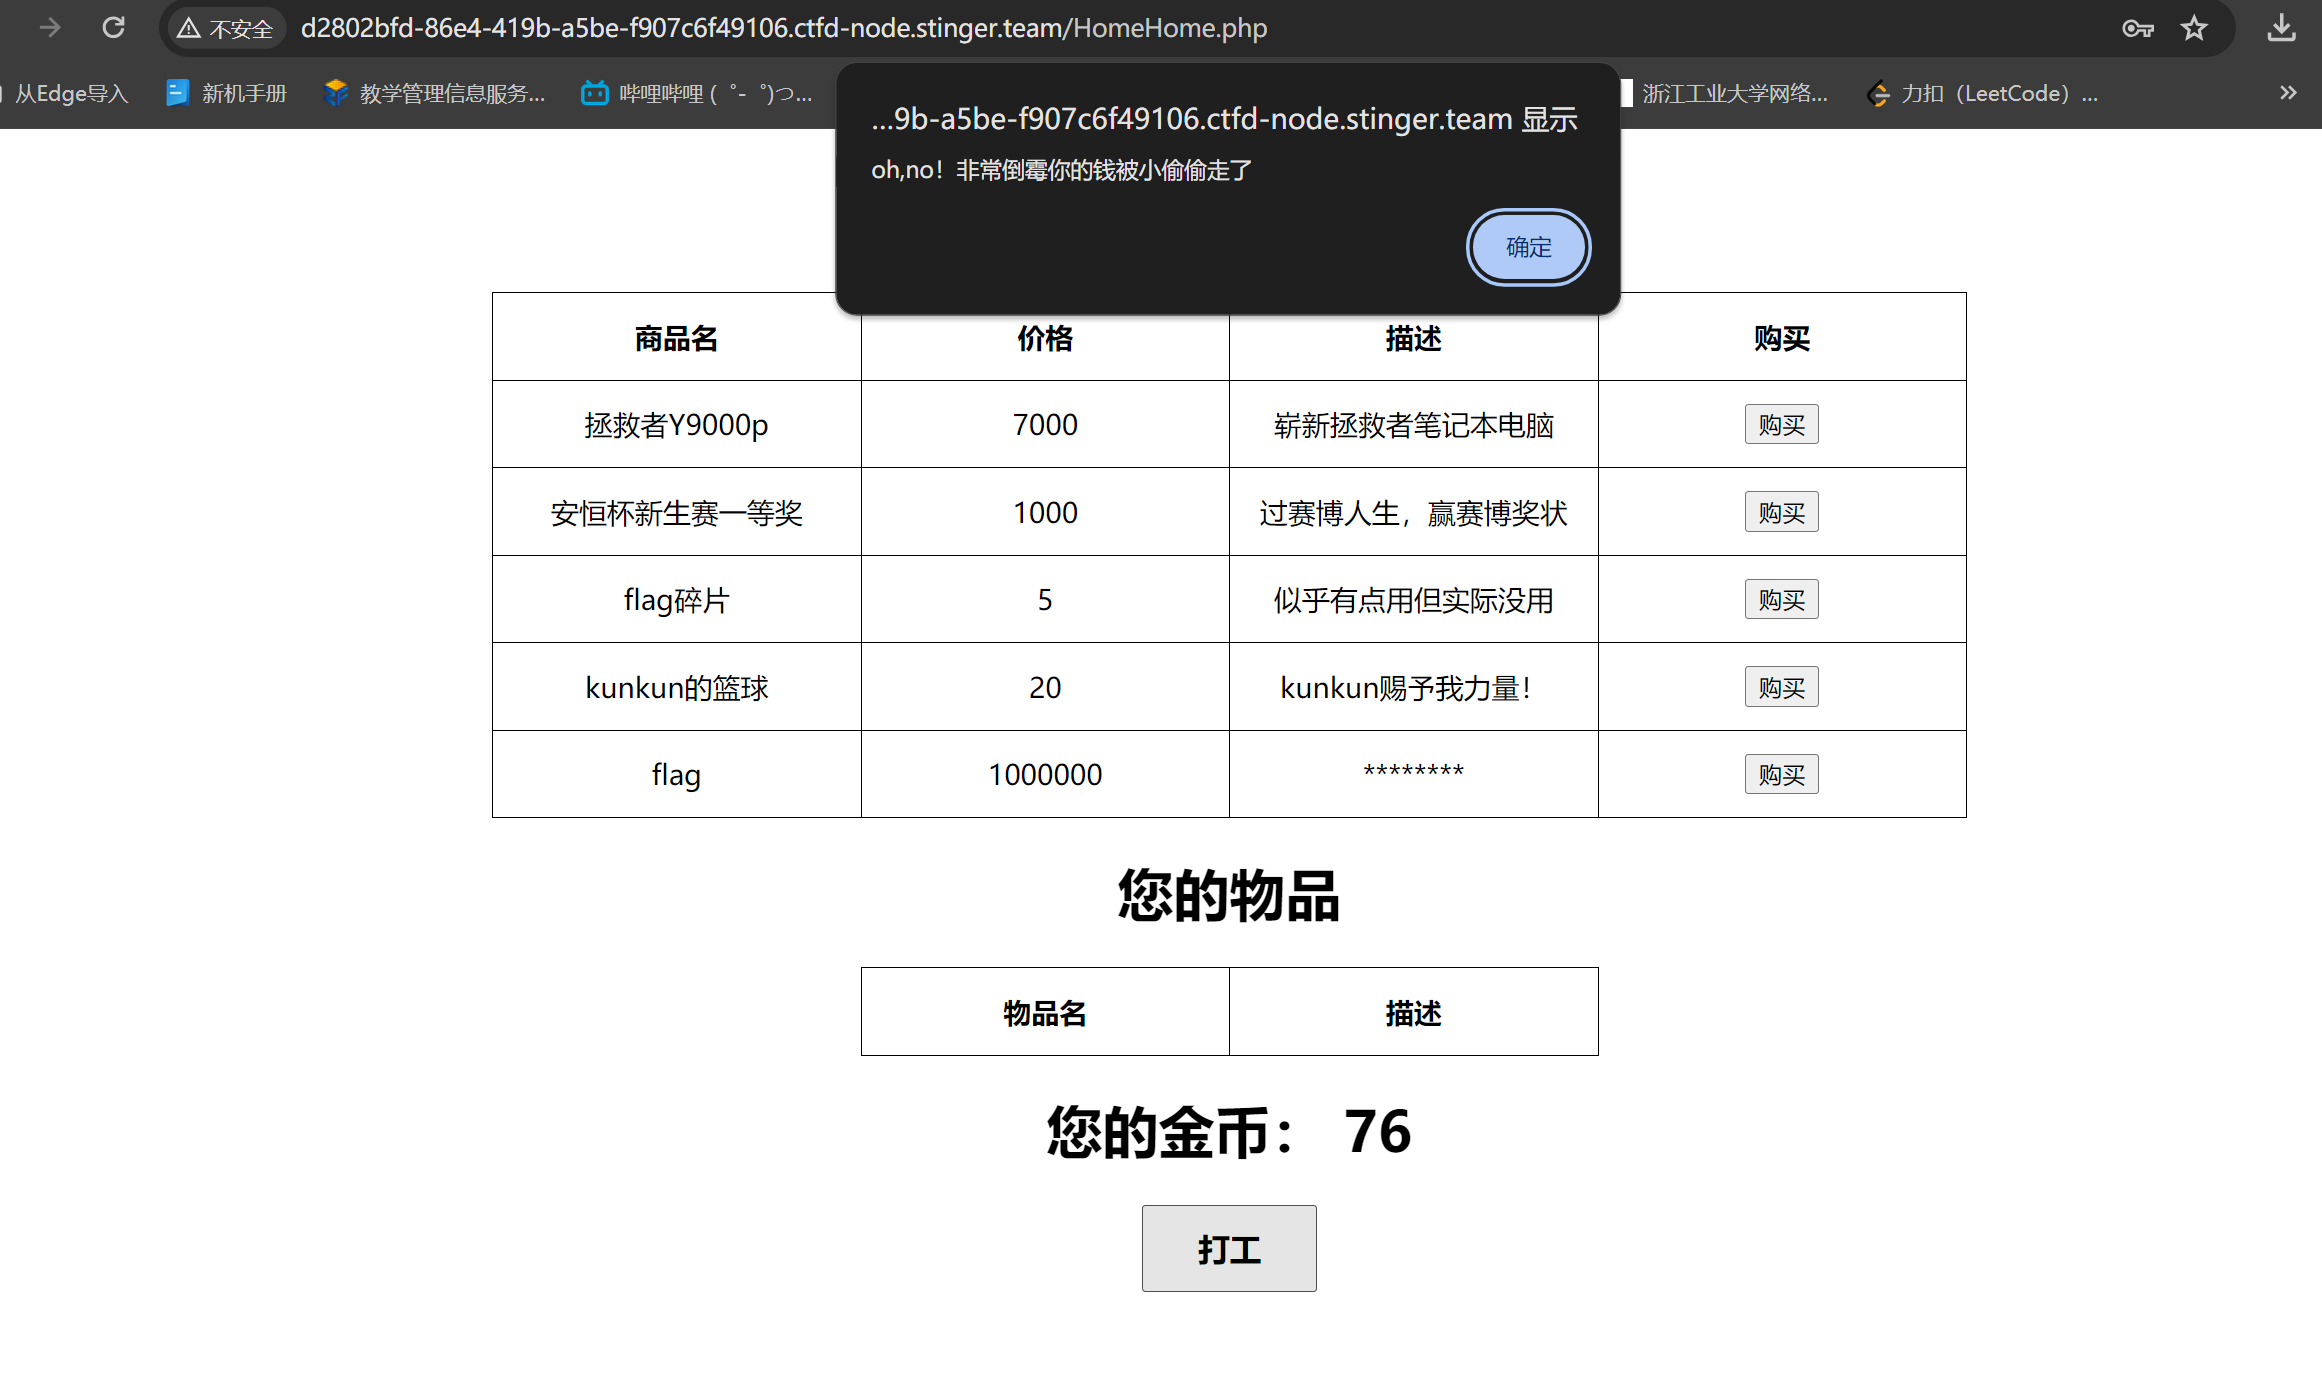 不安全 d2802bfd-86e4-419b-a5be-f907c6f49106.ctfd-node.stinger.team/HomeHome.php
从Edge导入 新机手册 教学管理信息服务... 哔哩哔哩 (゜-゜)つ... 浙江工业大学网络... 力扣（LeetCode）... »
...9b-a5be-f907c6f49106.ctfd-node.stinger.team 显示
oh,no！非常倒霉你的钱被小偷偷走了
确定
商品名 价格 描述 购买
拯救者Y9000p 7000 崭新拯救者笔记本电脑 购买
安恒杯新生赛一等奖 1000 过赛博人生，赢赛博奖状 购买
flag碎片 5 似乎有点用但实际没用 购买
kunkun的篮球 20 kunkun赐予我力量！ 购买
flag 1000000 ******** 购买
您的物品
物品名 描述
您的金币： 76
打工